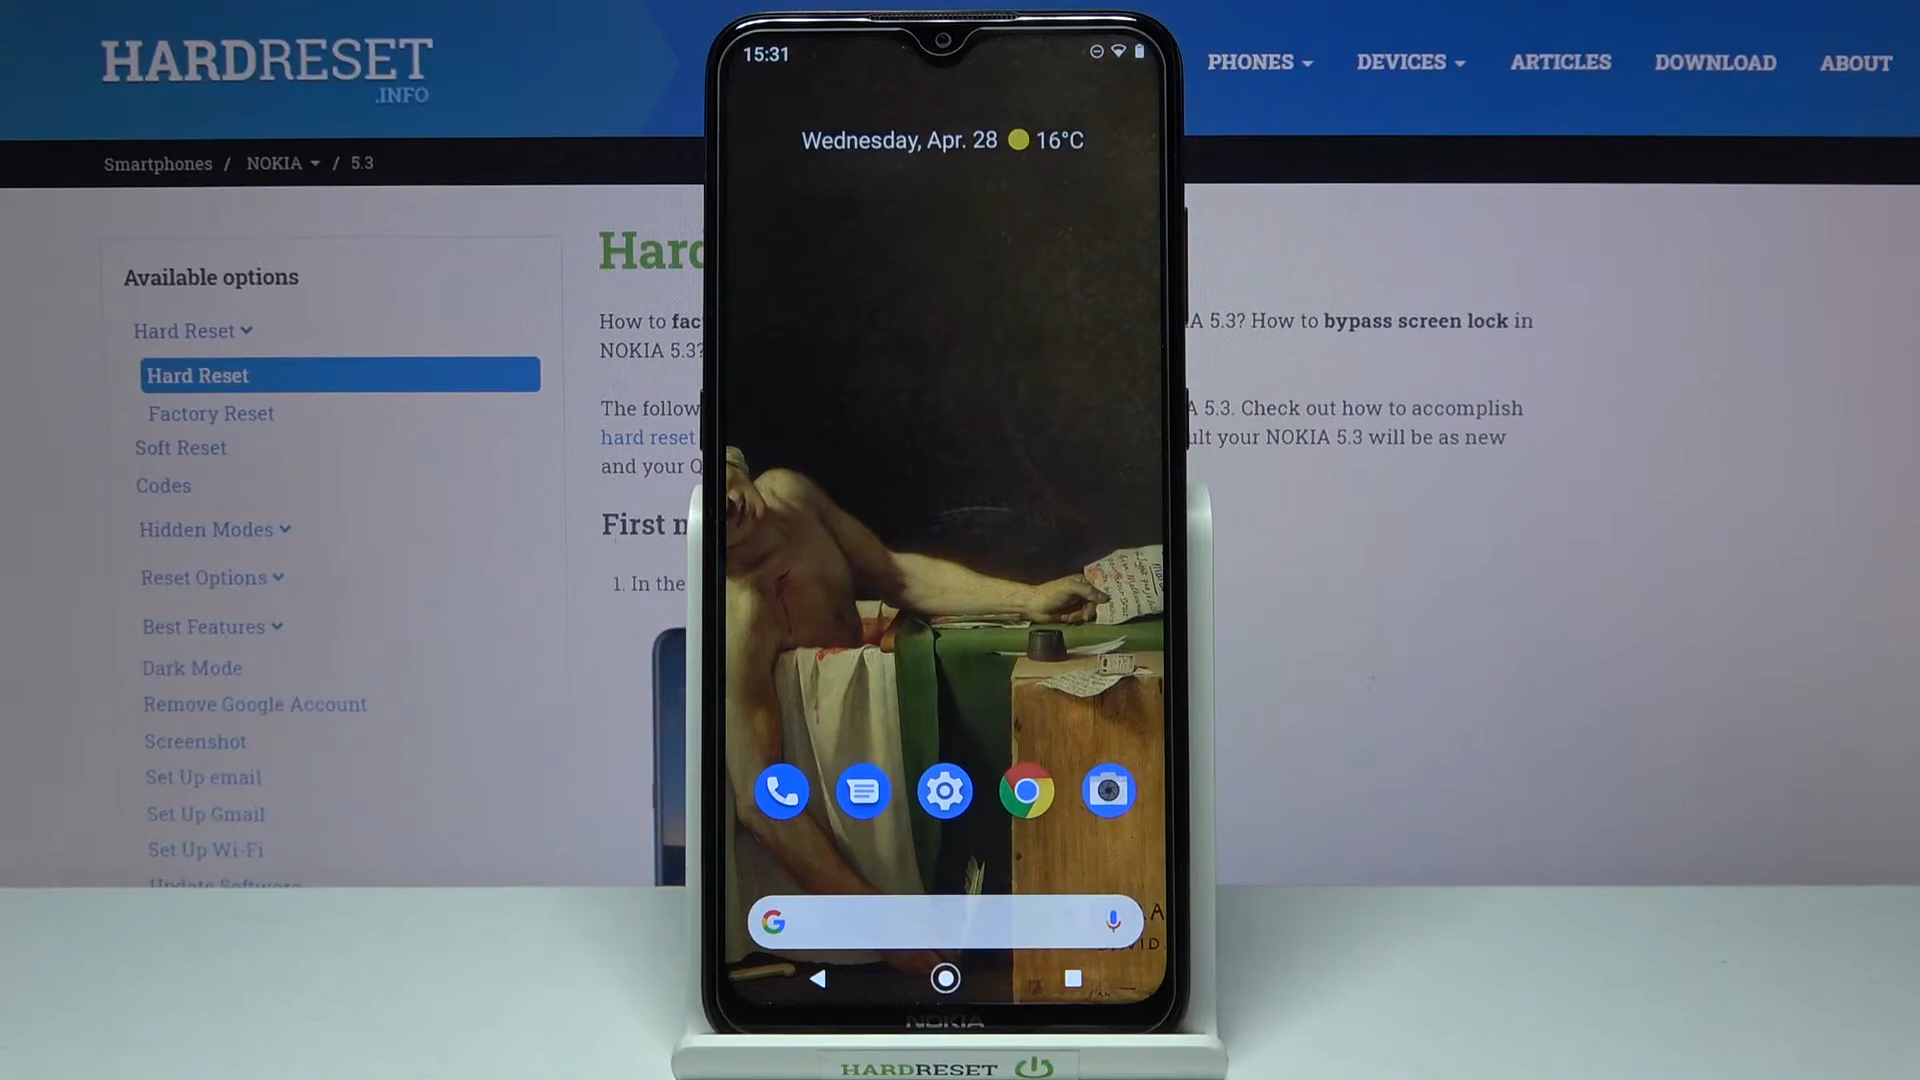 HARDRESET
.INFO
PHONES DEVICES ARTICLES DOWNLOAD ABOUT
Smartphones / NOKIA / 5.3
Available options
Hard Reset
Hard Reset
Factory Reset
Soft Reset
Codes
Hidden Modes
Reset Options
Best Features
Dark Mode
Remove Google Account
Screenshot
Set Up email
Set Up Gmail
Set Up Wi-Fi
Update Software
Hard
How to fac
A 5.3? How to bypass screen lock in
NOKIA 5.3?
The follow
A 5.3. Check out how to accomplish
hard reset
ult your NOKIA 5.3 will be as new
and your Q
First m
1. In the
15:31
Wednesday, Apr. 28 16°C
NOKIA
HARDRESET